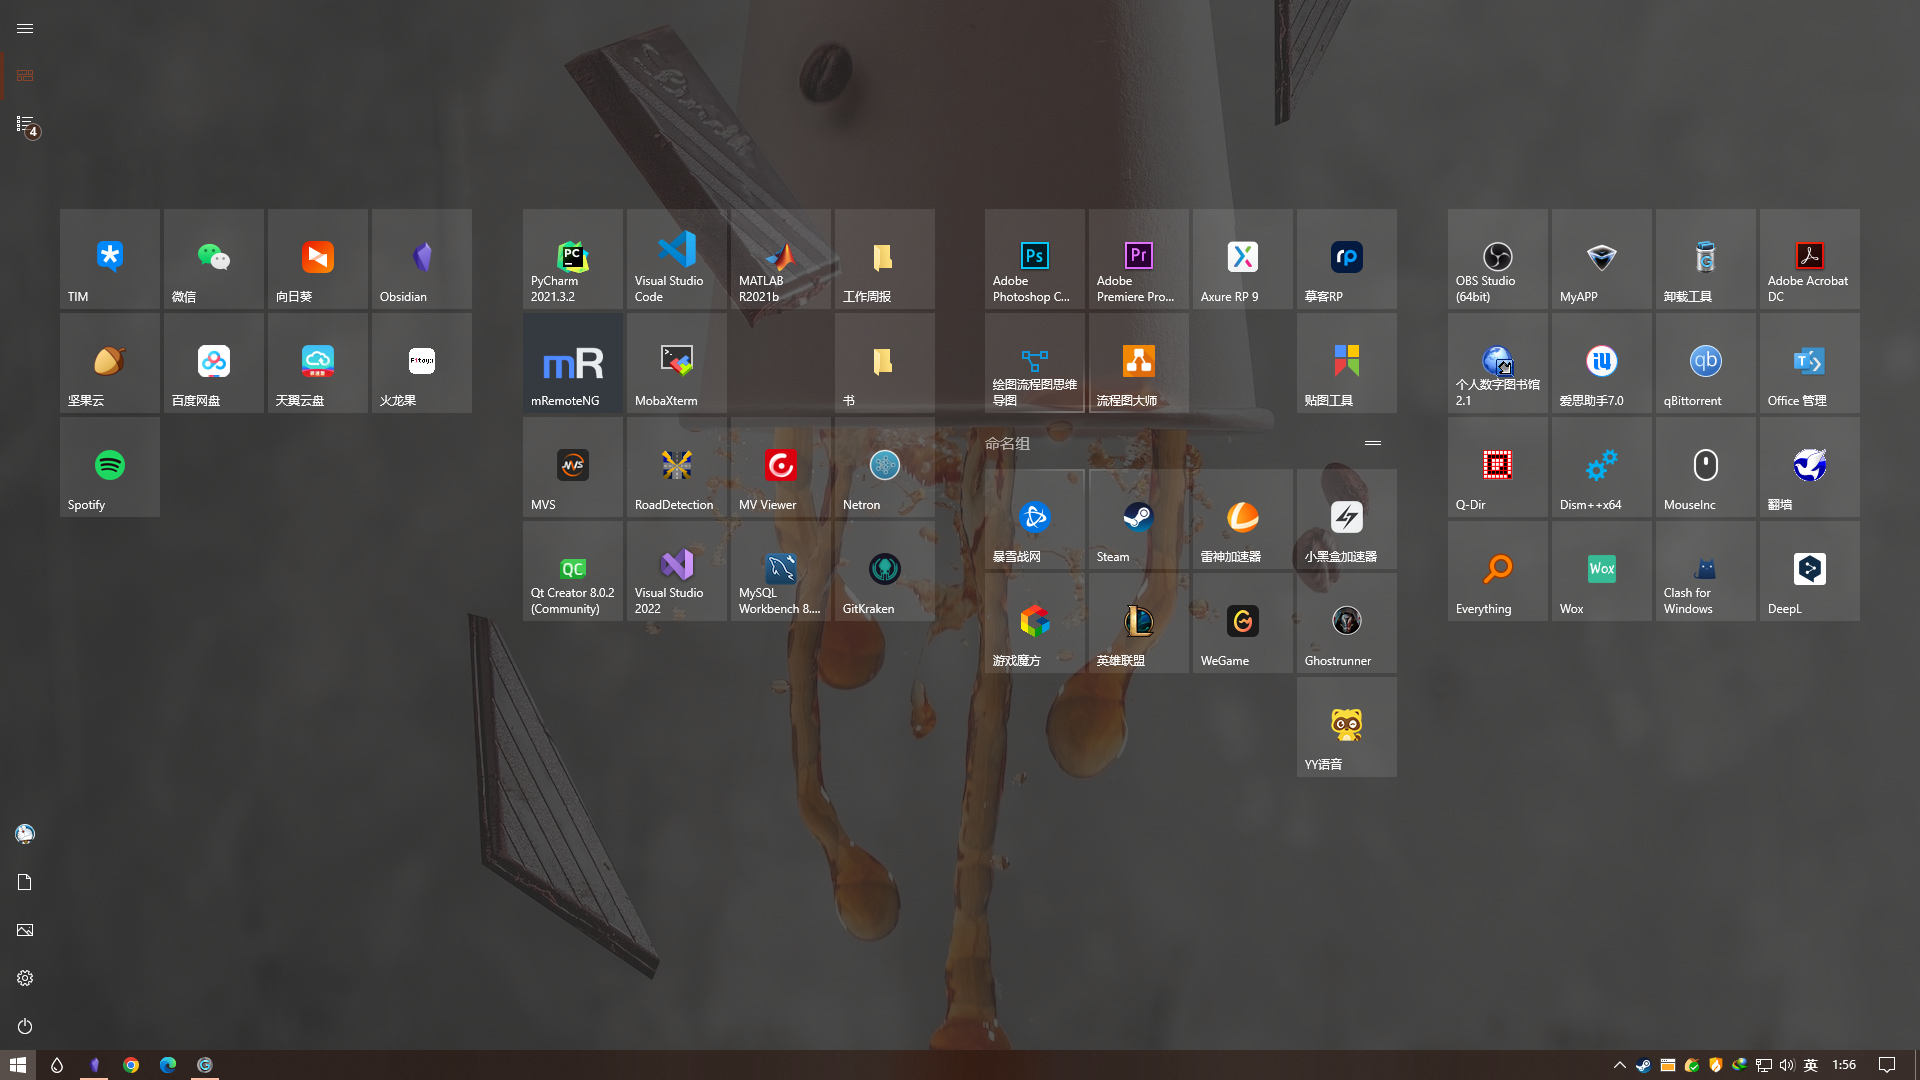 4
TIM
微信
向日葵
Obsidian
PyCharm
2021.3.2
Visual Studio
Code
MATLAB
R2021b
工作周报
Adobe
Photoshop C...
Adobe
Premiere Pro...
Axure RP 9
摹客RP
OBS Studio
(64bit)
MyAPP
卸载工具
Adobe Acrobat
DC
坚果云
百度网盘
天翼云盘
火龙果
mRemoteNG
MobaXterm
书
绘图流程图思维
导图
流程图大师
贴图工具
个人数字图书馆
2.1
爱思助手7.0
qBittorrent
Office 管理
Spotify
MVS
RoadDetection
MV Viewer
Netron
命名组
Q-Dir
Dism++x64
MouseInc
翻墙
Qt Creator 8.0.2
(Community)
Visual Studio
2022
MySQL
Workbench 8....
GitKraken
暴雪战网
Steam
雷神加速器
小黑盒加速器
Everything
Wox
Clash for
Windows
DeepL
游戏魔方
英雄联盟
WeGame
Ghostrunner
YY语音
英
1:56